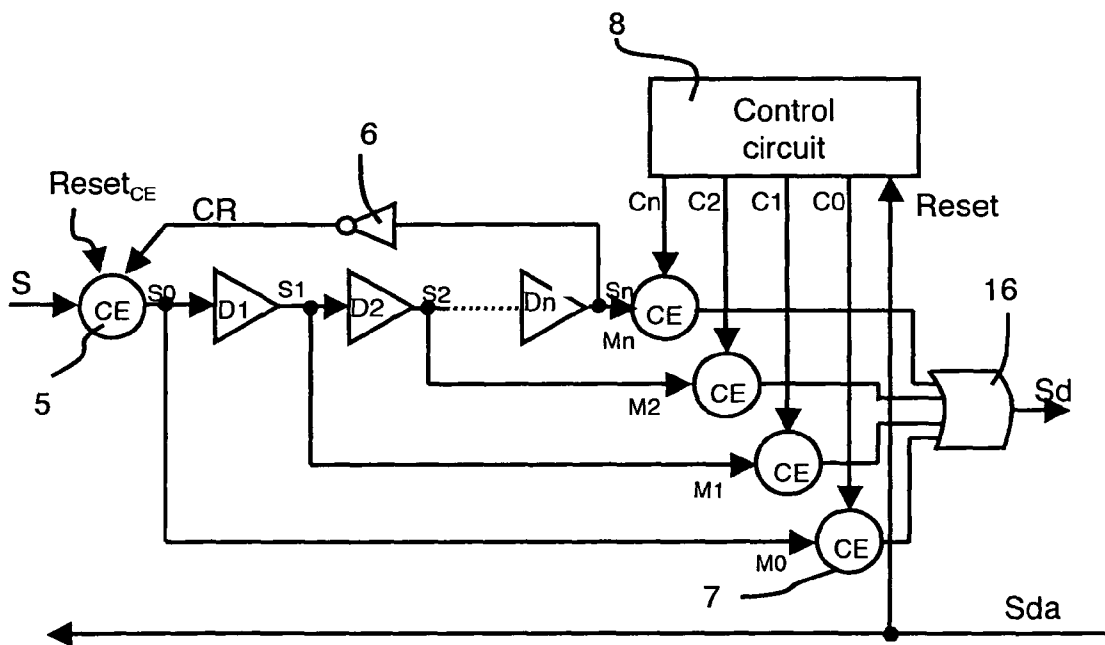 8
Control
circuit
6
Reset_CE
CR
Cn C2 C1 C0
Reset
S
CE
S0
D1
S1
D2
S2
Dn
Sn
CE
16
Mn
5
M2
CE
Sd
M1
CE
M0
CE
7
Sda